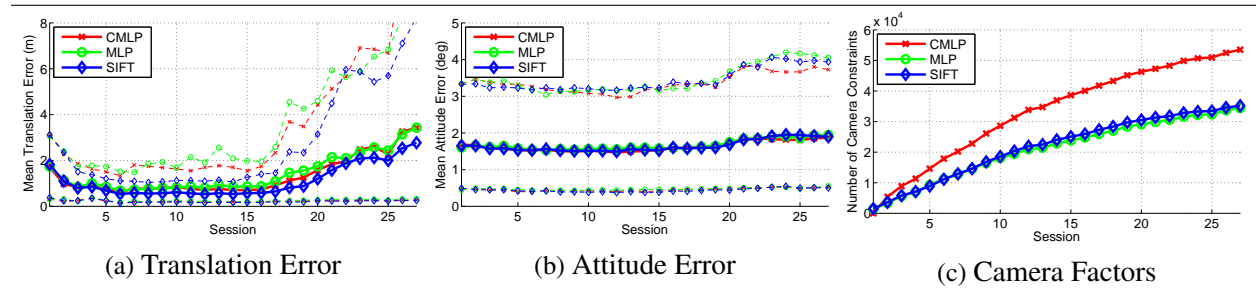 8
6
4
2
0
Mean Translation Error (m)
CMLP
MLP
SIFT
5 10 15 20 25
Session
(a) Translation Error
5
4
3
2
1
0
Mean Attitude Error (deg)
CMLP
MLP
SIFT
5 10 15 20 25
Session
(b) Attitude Error
x 10^4
6
5
4
3
2
1
0
Number of Camera Constraints
CMLP
MLP
SIFT
5 10 15 20 25
Session
(c) Camera Factors